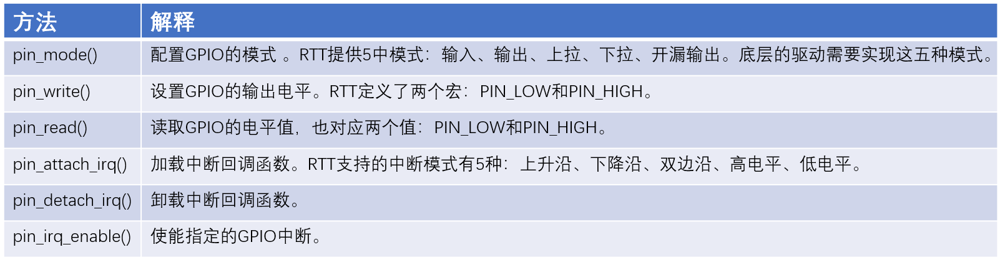 方法 解释
pin_mode() 配置GPIO的模式 。RTT提供5中模式：输入、输出、上拉、下拉、开漏输出。底层的驱动需要实现这五种模式。
pin_write() 设置GPIO的输出电平。RTT定义了两个宏：PIN_LOW和PIN_HIGH。
pin_read() 读取GPIO的电平值，也对应两个值：PIN_LOW和PIN_HIGH。
pin_attach_irq() 加载中断回调函数。RTT支持的中断模式有5种：上升沿、下降沿、双边沿、高电平、低电平。
pin_detach_irq() 卸载中断回调函数。
pin_irq_enable() 使能指定的GPIO中断。